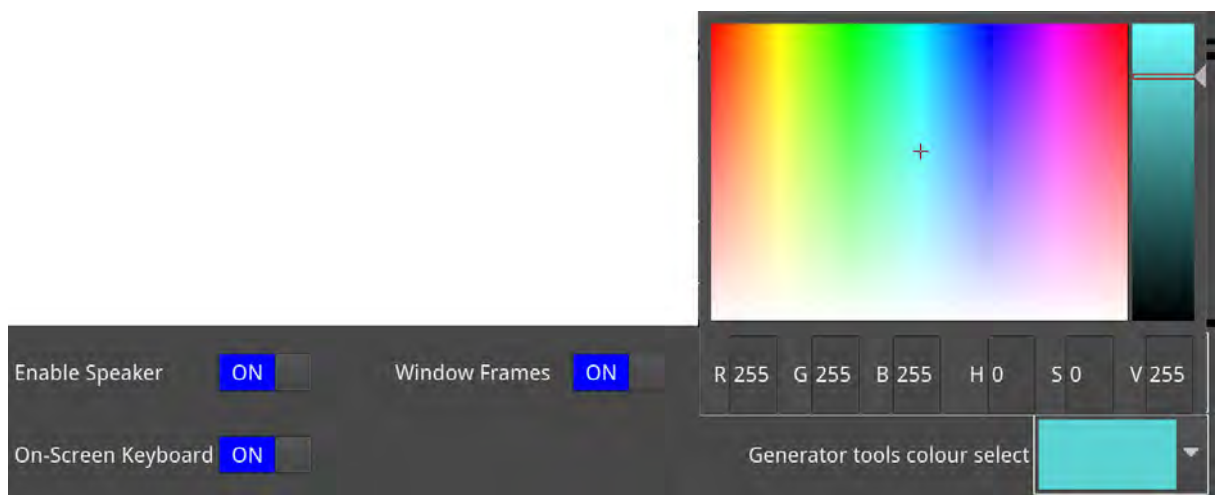 Enable Speaker ON Window Frames ON R 255 G 255 B 255 H 0 S 0 V 255
On-Screen Keyboard ON Generator tools colour select